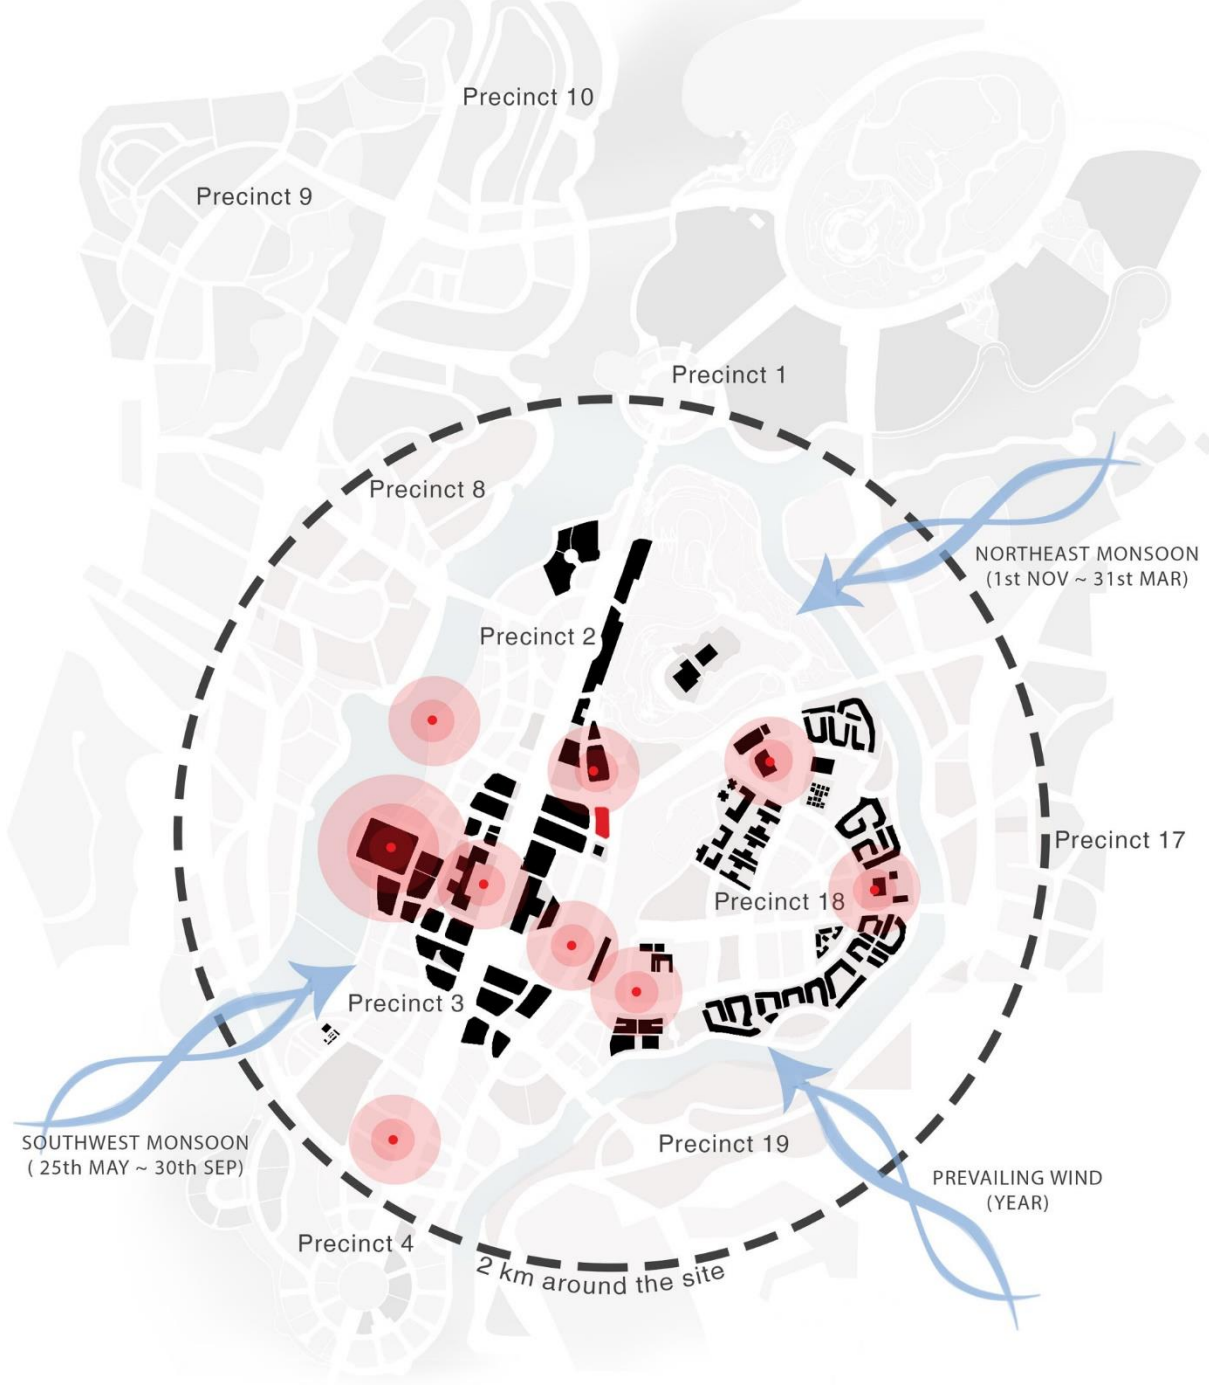 Precinct 10
Precinct 9
Precinct 1
Precinct 8
NORTHEAST MONSOON
(1st NOV ~ 31st MAR)
Precinct 2
Precinct 17
Precinct 18
Precinct 3
SOUTHWEST MONSOON
( 25th MAY ~ 30th SEP)
Precinct 19
PREVAILING WIND
(YEAR)
Precinct 4
2 km around the site